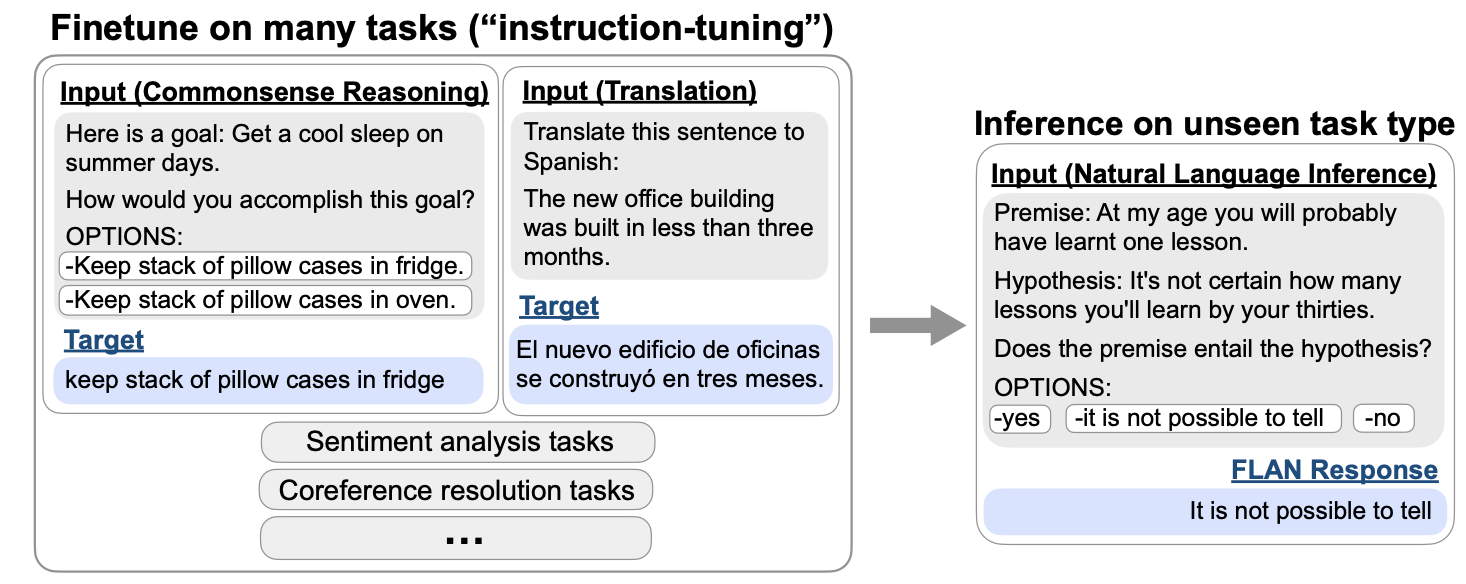 Finetune on many tasks (“instruction-tuning”)
Input (Commonsense Reasoning)
Here is a goal: Get a cool sleep on
summer days.
How would you accomplish this goal?
OPTIONS:
-Keep stack of pillow cases in fridge.
-Keep stack of pillow cases in oven.
Target
keep stack of pillow cases in fridge
Input (Translation)
Translate this sentence to
Spanish:
The new office building
was built in less than three
months.
Target
El nuevo edificio de oficinas
se construyó en tres meses.
Sentiment analysis tasks
Coreference resolution tasks
...
Inference on unseen task type
Input (Natural Language Inference)
Premise: At my age you will probably
have learnt one lesson.
Hypothesis: It's not certain how many
lessons you'll learn by your thirties.
Does the premise entail the hypothesis?
OPTIONS:
-yes -it is not possible to tell -no
FLAN Response
It is not possible to tell